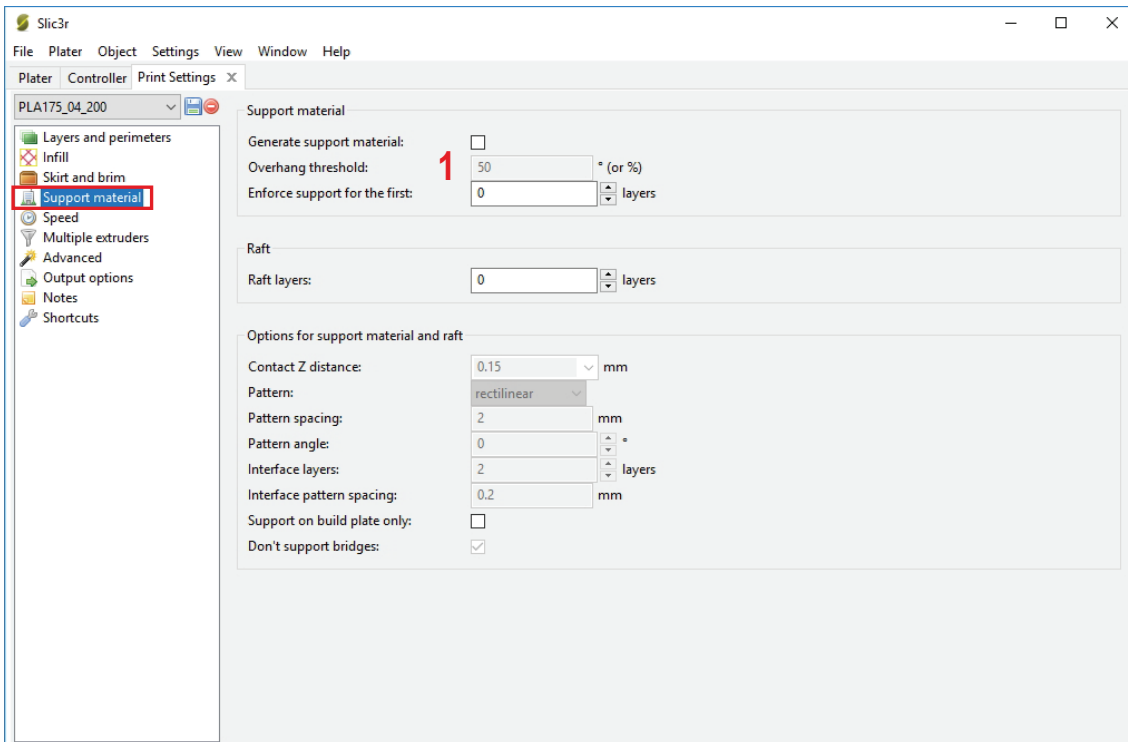 Slic3r
File Plater Object Settings View Window Help
Plater Controller Print Settings
PLA175_04_200
Layers and perimeters
Infill
Skirt and brim
Support material
Speed
Multiple extruders
Advanced
Output options
Notes
Shortcuts
Support material
Generate support material:
Overhang threshold: 1 50 ° (or %)
Enforce support for the first: 0 layers
Raft
Raft layers: 0 layers
Options for support material and raft
Contact Z distance: 0.15 mm
Pattern: rectilinear
Pattern spacing: 2 mm
Pattern angle: 0 °
Interface layers: 2 layers
Interface pattern spacing: 0.2 mm
Support on build plate only:
Don't support bridges: